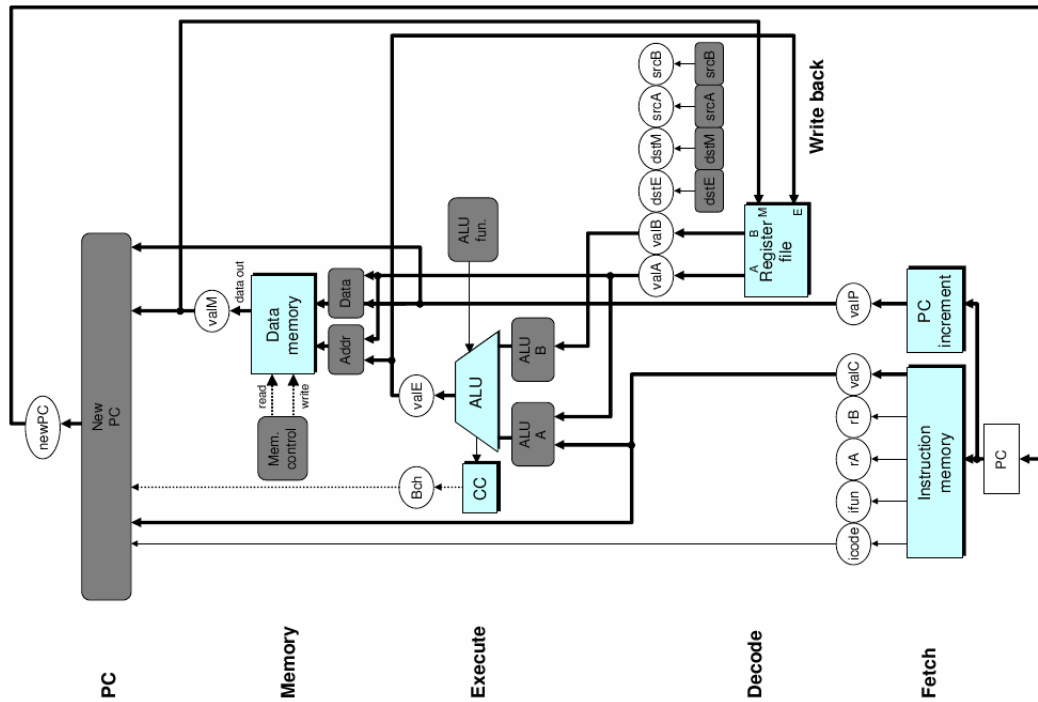 newPC
New
PC
PC
valM
data out
Data
memory
Data
Addr
read
write
Mem.
control
Memory
ALU
fun.
valE
ALU
ALU
B
ALU
A
Bch
CC
Execute
srcB
srcA
dstM
dstE
srcB
srcA
dstM
dstE
valB
valA
A
B
M
E
Register
file
Write back
Decode
valP
PC
increment
valC
rB
rA
ifun
icode
Instruction
memory
PC
Fetch